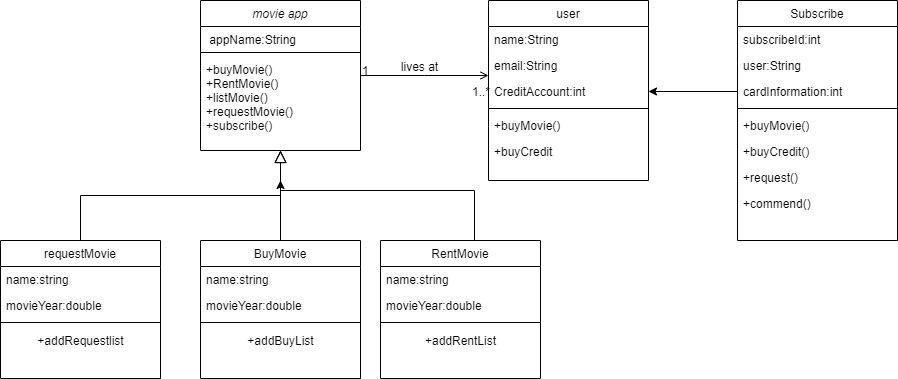 movie app
appName:String
+buyMovie()
+RentMovie()
+listMovie()
+requestMovie()
+subscribe()
1
lives at
1..*
user
name:String
email:String
CreditAccount:int
+buyMovie()
+buyCredit
Subscribe
subscribeId:int
user:String
cardInformation:int
+buyMovie()
+buyCredit()
+request()
+commend()
requestMovie
name:string
movieYear:double
+addRequestlist
BuyMovie
name:string
movieYear:double
+addBuyList
RentMovie
name:string
movieYear:double
+addRentList